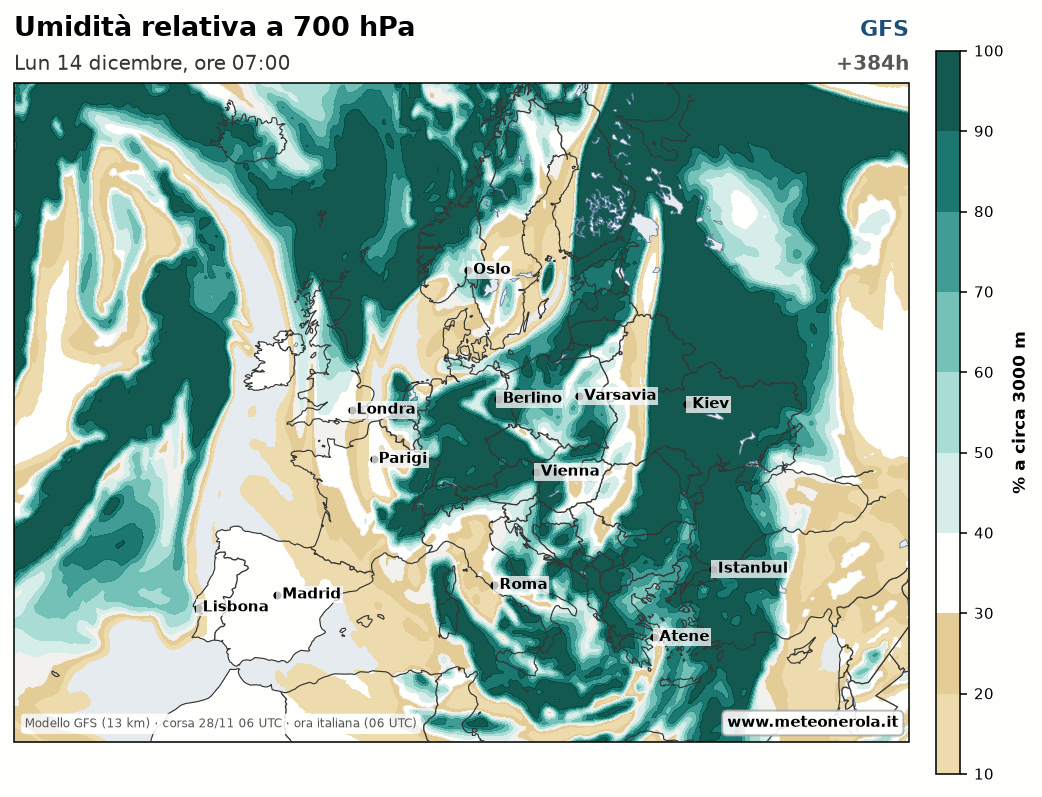 Umidità relativa a 700 hPa
GFS
Lun 14 dicembre, ore 07:00
+384h
100
90
80
70
60
50
40
30
20
10
% a circa 3000 m
Oslo
Berlino
Varsavia
Kiev
Londra
Parigi
Vienna
Istanbul
Roma
Madrid
Lisbona
Atene
Modello GFS (13 km) · corsa 28/11 06 UTC · ora italiana (06 UTC)
www.meteonerola.it